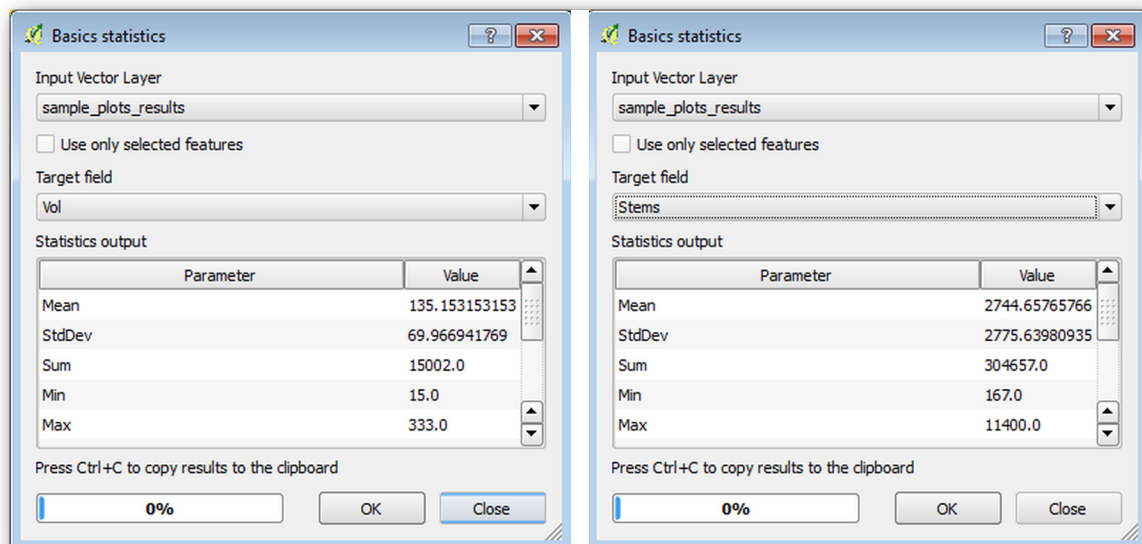 Basics statistics
Input Vector Layer
sample_plots_results
Use only selected features
Target field
Vol
Statistics output
Parameter Value
Mean 135.153153153
StdDev 69.966941769
Sum 15002.0
Min 15.0
Max 333.0
Press Ctrl+C to copy results to the clipboard
0% OK Close
Basics statistics
Input Vector Layer
sample_plots_results
Use only selected features
Target field
Stems
Statistics output
Parameter Value
Mean 2744.65765766
StdDev 2775.63980935
Sum 304657.0
Min 167.0
Max 11400.0
Press Ctrl+C to copy results to the clipboard
0% OK Close